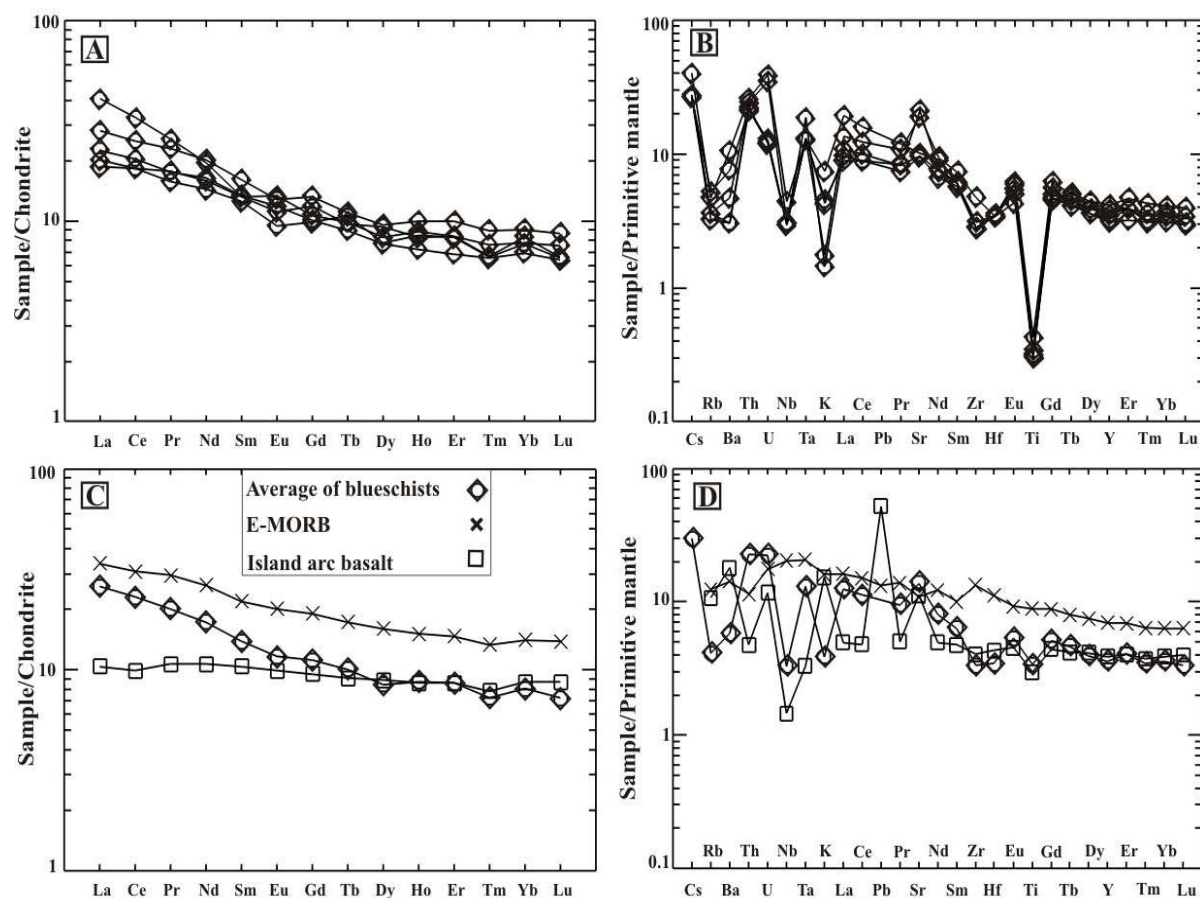 100
A
10
1
Sample/Chondrite
La Ce Pr Nd Sm Eu Gd Tb Dy Ho Er Tm Yb Lu
100
B
10
1
0.1
Sample/Primitive mantle
Rb Th Nb K Ce Pr Nd Zr Eu Gd Dy Er Yb
Cs Ba U Ta La Pb Sr Sm Hf Ti Tb Y Tm Lu
100
C
10
1
Sample/Chondrite
Average of blueschists
E-MORB
Island arc basalt
La Ce Pr Nd Sm Eu Gd Tb Dy Ho Er Tm Yb Lu
100
D
10
1
0.1
Sample/Primitive mantle
Rb Th Nb K Ce Pr Nd Zr Eu Gd Dy Er Yb
Cs Ba U Ta La Pb Sr Sm Hf Ti Tb Y Tm Lu